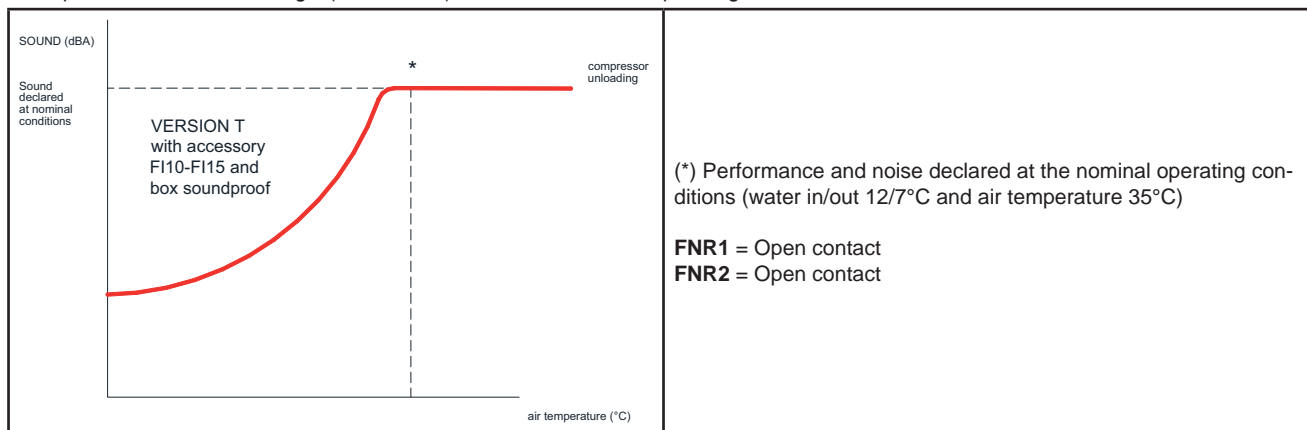 SOUND (dBA)
Sound
declared
at nominal
conditions
*
compressor
unloading
VERSION T
with accessory
FI10-FI15 and
box soundproof
air temperature (°C)
(*) Performance and noise declared at the nominal operating con-
ditions (water in/out 12/7°C and air temperature 35°C)
FNR1 = Open contact
FNR2 = Open contact